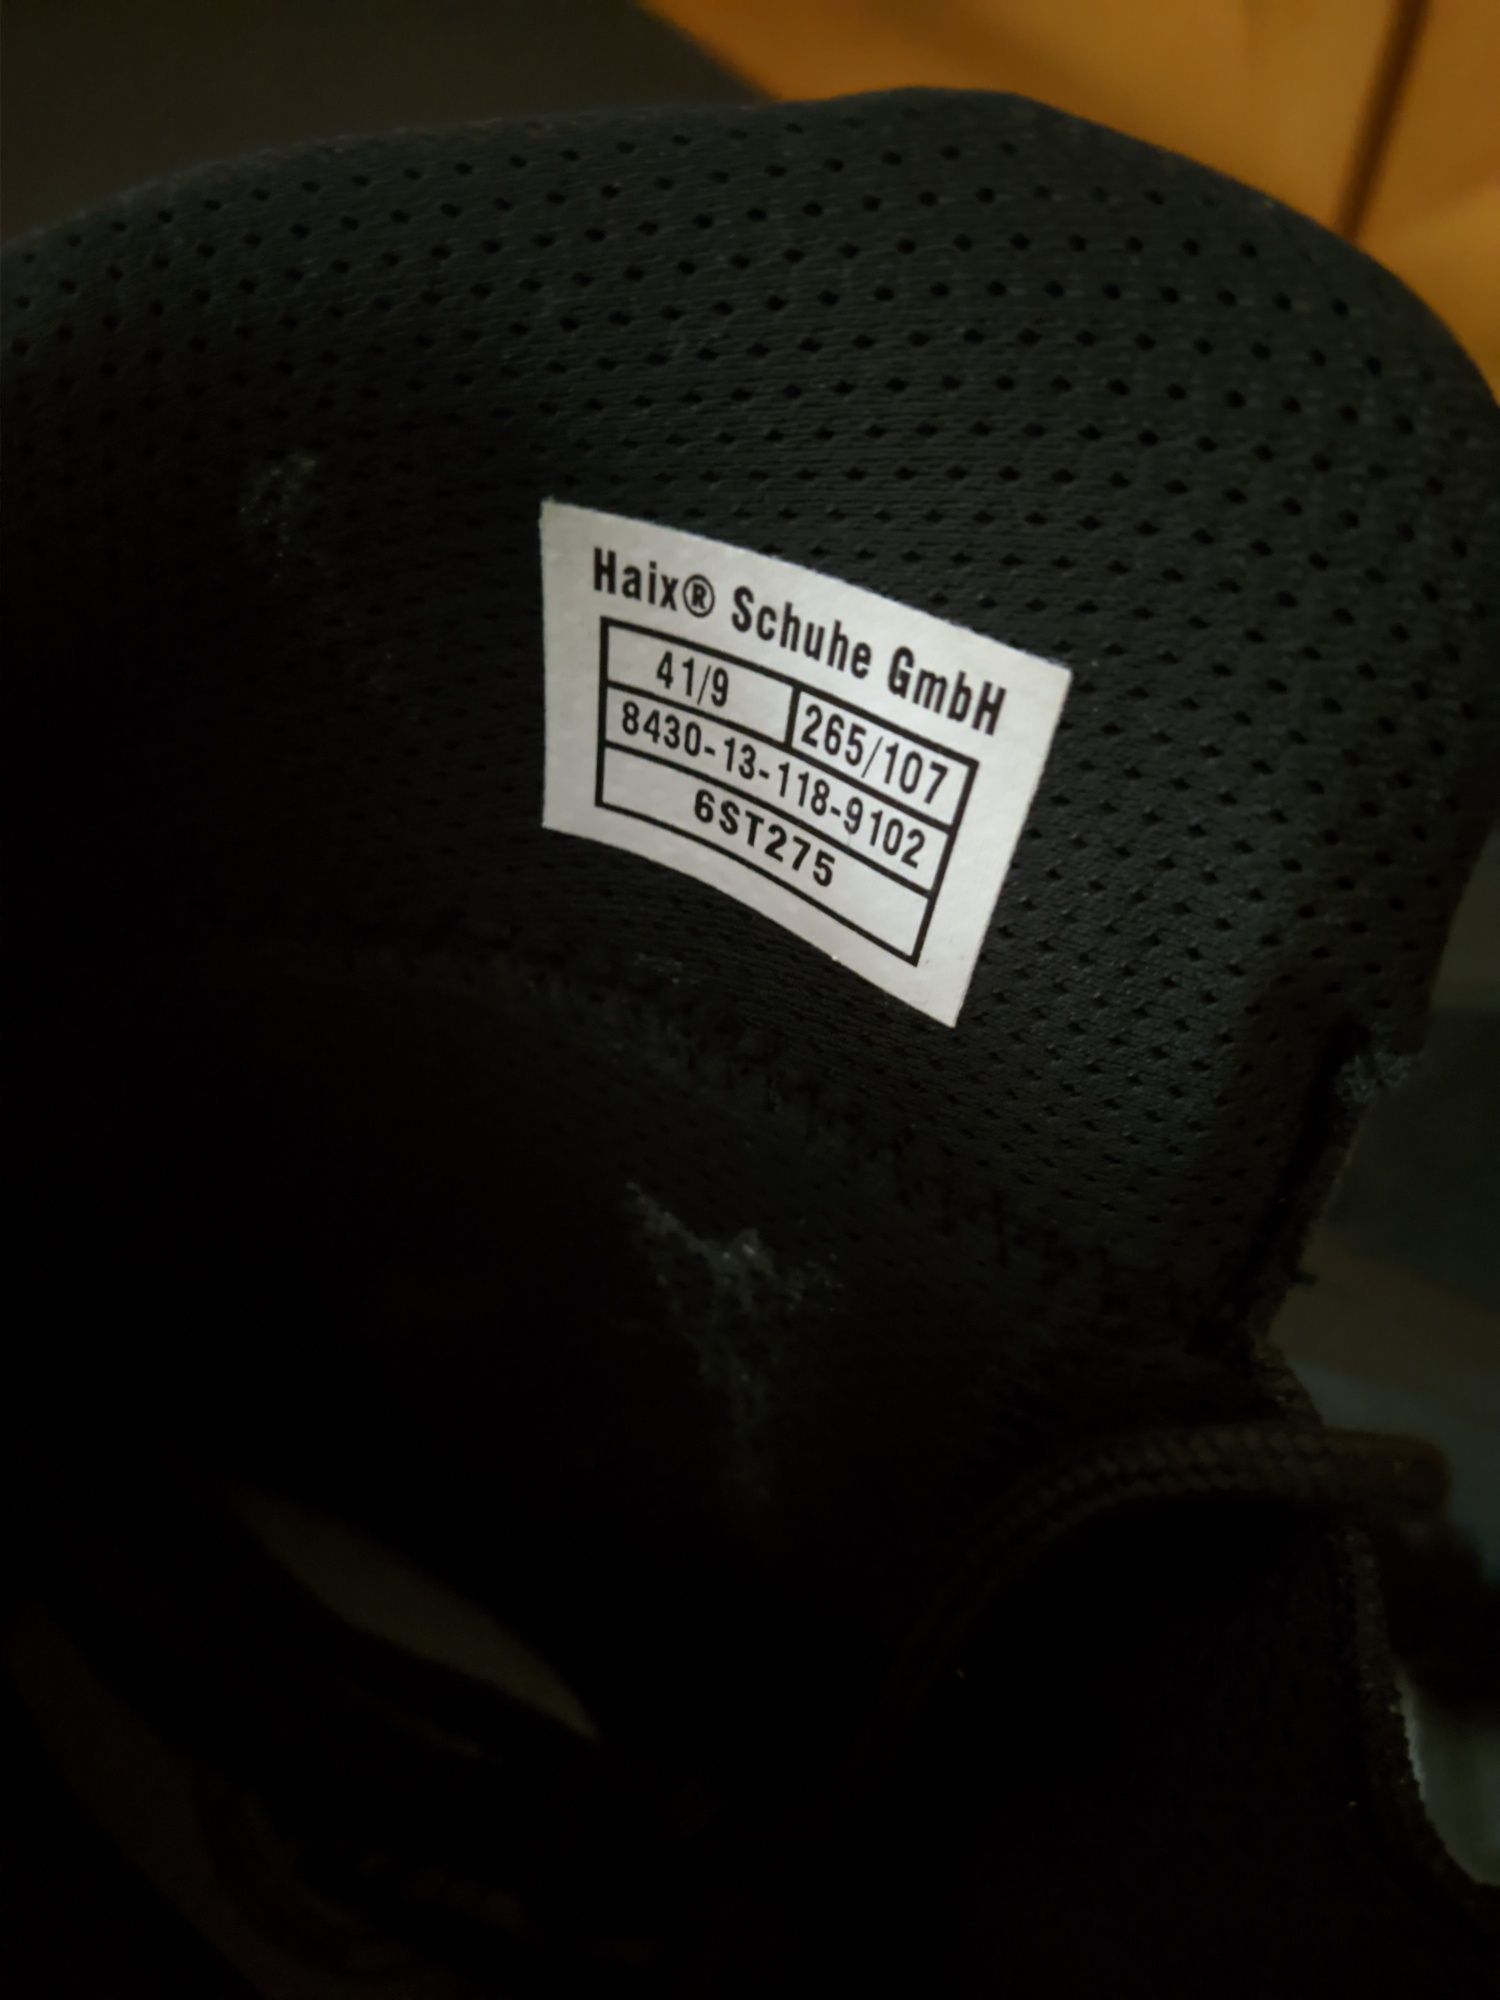 Haix® Schuhe GmbH
41/9 265/107
8430-13-118-9102
6ST275